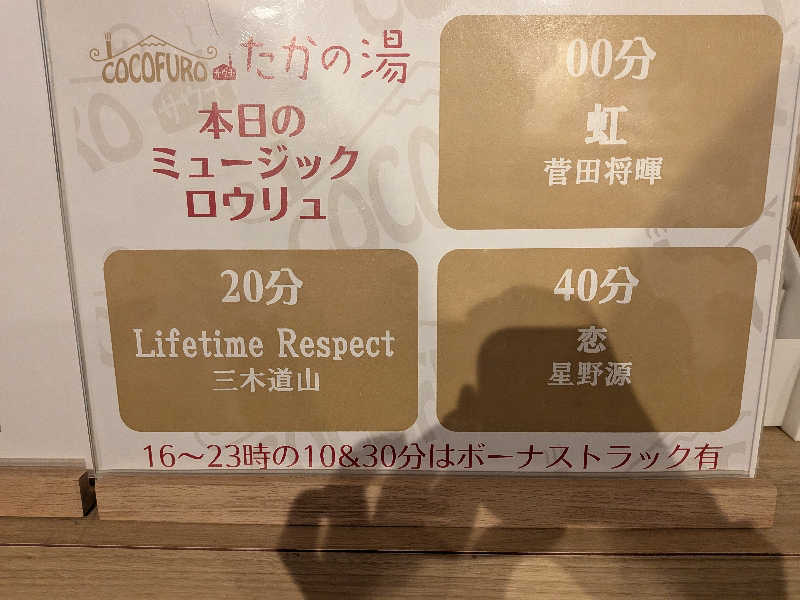 COCOFURO たかの湯
本日の
ミュージック
ロウリュ
00分
虹
菅田将暉
20分
Lifetime Respect
三木道山
40分
恋
星野源
16〜23時の10&30分はボーナストラック有